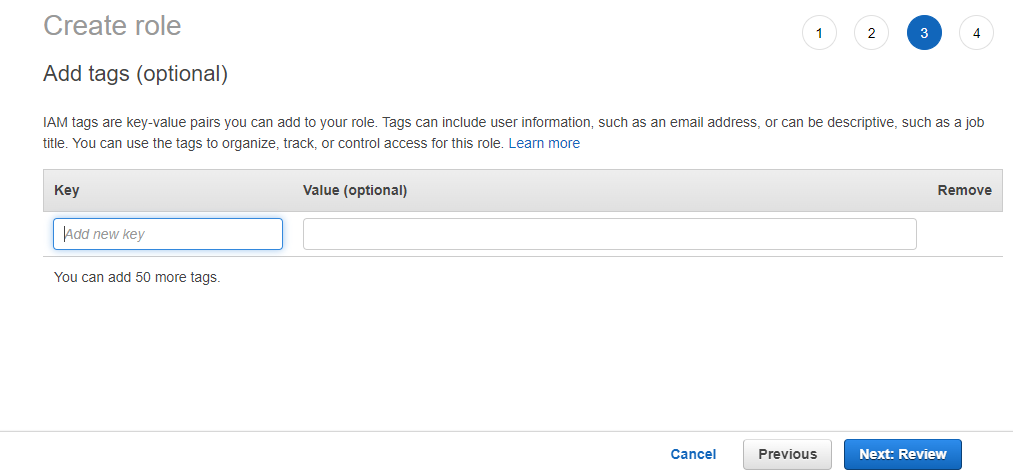 Create role
1 2 3 4
Add tags (optional)
IAM tags are key-value pairs you can add to your role. Tags can include user information, such as an email address, or can be descriptive, such as a job
title. You can use the tags to organize, track, or control access for this role. Learn more
Key Value (optional) Remove
Add new key
You can add 50 more tags.
Cancel Previous Next: Review